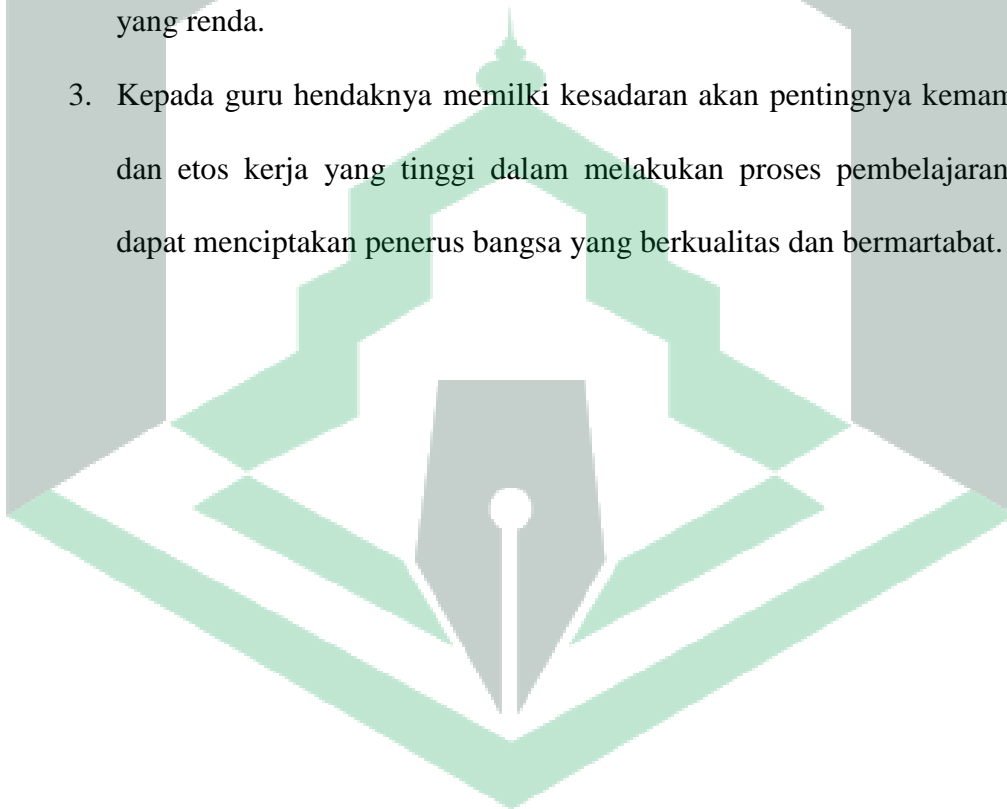 yang renda.
3. Kepada guru hendaknya memilki kesadaran akan pentingnya
dan etos kerja yang tinggi dalam melakukan proses pembelajaran
dapat menciptakan penerus bangsa yang berkualitas dan bermartabat.